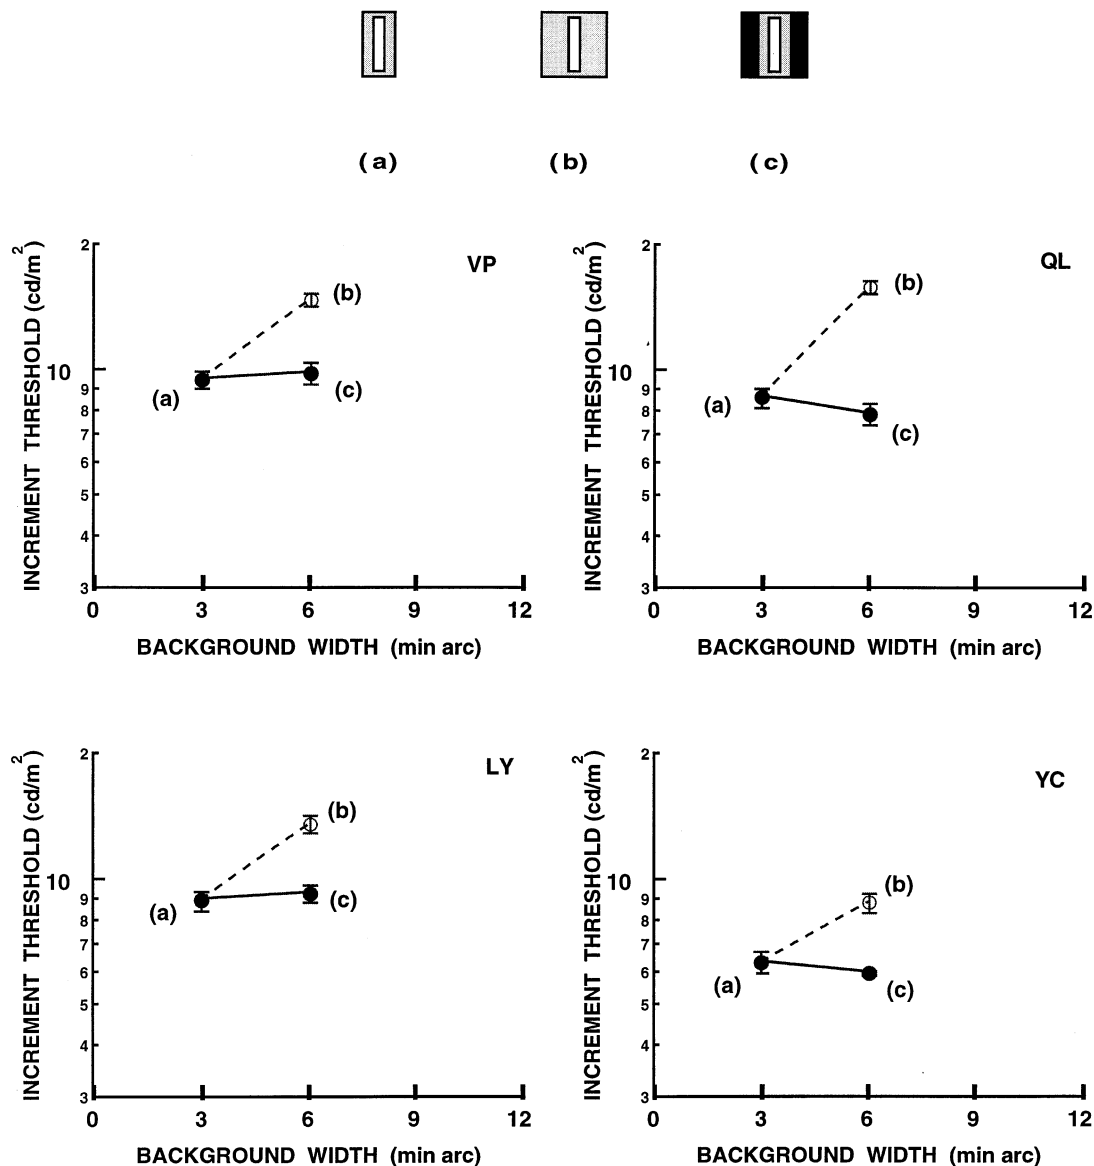 (a) (b) (c)
INCREMENT THRESHOLD (cd/m²)
2
10
9
8
7
6
5
4
3
VP
(b)
(a)
(c)
0 3 6 9 12
BACKGROUND WIDTH (min arc)
INCREMENT THRESHOLD (cd/m²)
2
10
9
8
7
6
5
4
3
QL
(b)
(a)
(c)
0 3 6 9 12
BACKGROUND WIDTH (min arc)
INCREMENT THRESHOLD (cd/m²)
2
10
9
8
7
6
5
4
3
LY
(b)
(a)
(c)
0 3 6 9 12
BACKGROUND WIDTH (min arc)
INCREMENT THRESHOLD (cd/m²)
2
10
9
8
7
6
5
4
3
YC
(b)
(a)
(c)
0 3 6 9 12
BACKGROUND WIDTH (min arc)